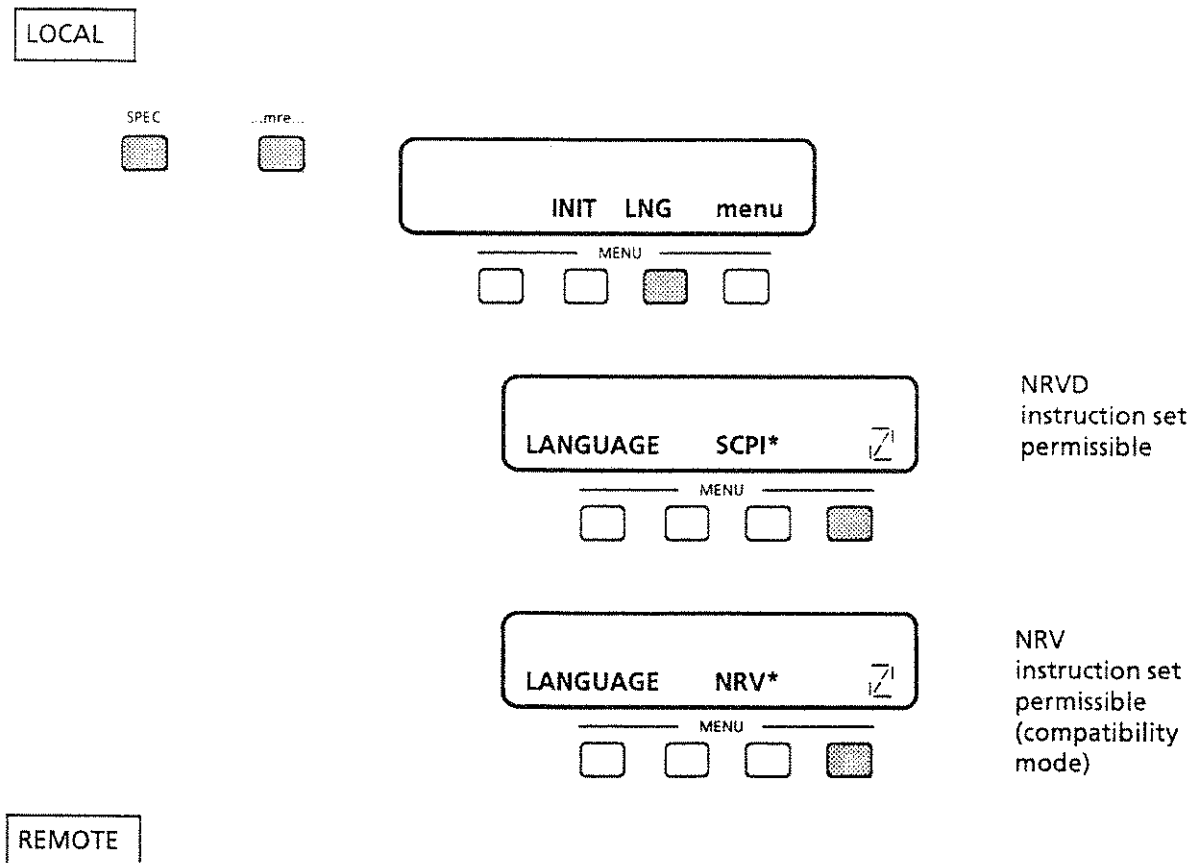 LOCAL
SPEC ...mre...
INIT LNG menu
MENU
LANGUAGE SCPI*
MENU
NRVD
instruction set
permissible
LANGUAGE NRV*
MENU
NRV
instruction set
permissible
(compatibility
mode)
REMOTE